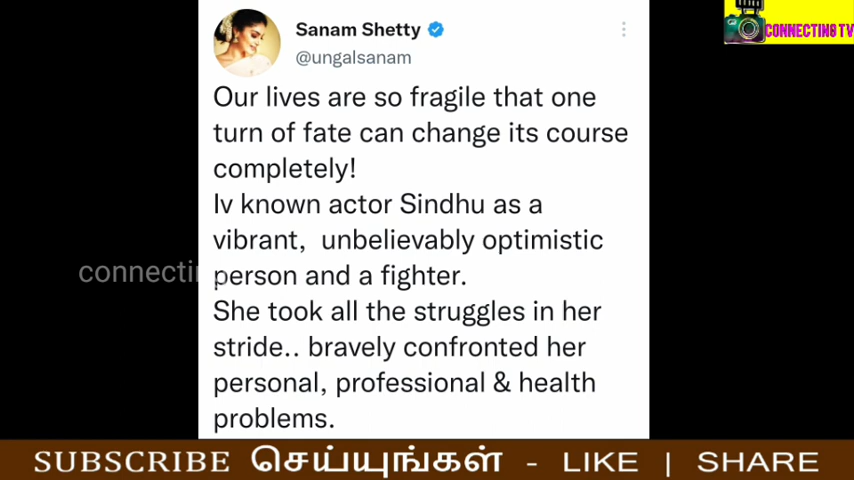 Sanam Shetty
@ungalsanam
CONNECTING TV
Our lives are so fragile that one
turn of fate can change its course
completely!
Iv known actor Sindhu as a
vibrant, unbelievably optimistic
person and a fighter.
connecting
She took all the struggles in her
stride.. bravely confronted her
personal, professional & health
problems.
SUBSCRIBE செய்யுங்கள் - LIKE | SHARE